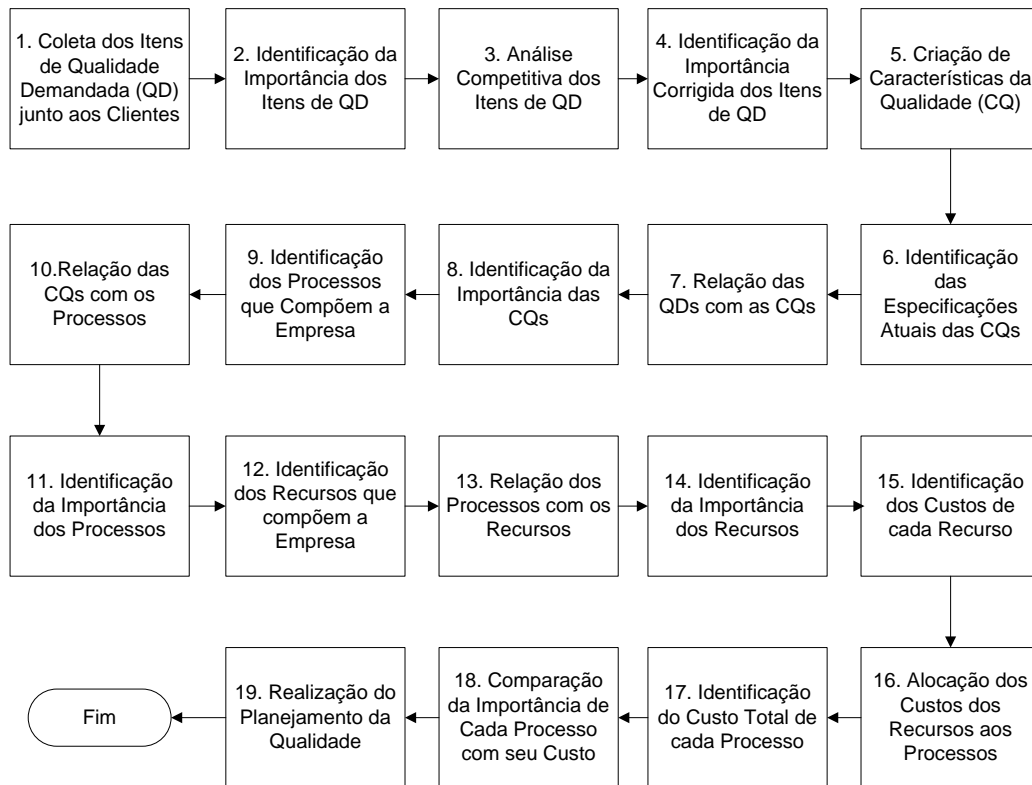 1. Coleta dos Itens
de Qualidade
Demandada (QD)
junto aos Clientes
2. Identificação da
Importância dos
Itens de QD
3. Análise
Competitiva dos
Itens de QD
4. Identificação da
Importância
Corrigida dos Itens
de QD
5. Criação de
Características da
Qualidade (CQ)
6. Identificação
das
Especificações
Atuais das CQs
7. Relação das
QDs com as CQs
8. Identificação da
Importância das
CQs
9. Identificação
dos Processos
que Compõem a
Empresa
10.Relação das
CQs com os
Processos
11. Identificação
da Importância
dos Processos
12. Identificação
dos Recursos que
compõem a
Empresa
13. Relação dos
Processos com os
Recursos
14. Identificação
da Importância
dos Recursos
15. Identificação
dos Custos de
cada Recurso
16. Alocação dos
Custos dos
Recursos aos
Processos
17. Identificação
do Custo Total de
cada Processo
18. Comparação
da Importância de
Cada Processo
com seu Custo
19. Realização do
Planejamento da
Qualidade
Fim